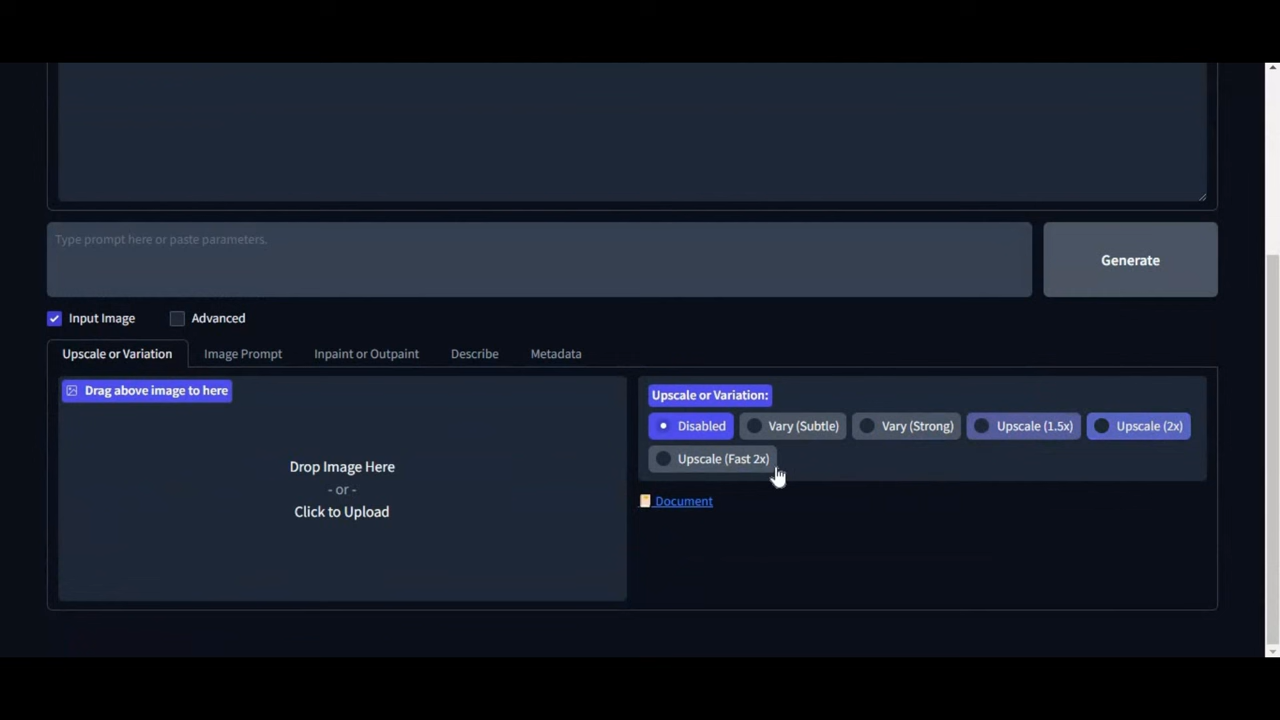 Type prompt here or paste parameters.
Generate
Input Image
Advanced
Upscale or Variation
Image Prompt
Inpaint or Outpaint
Describe
Metadata
Drag above image to here
Drop Image Here
- or -
Click to Upload
Upscale or Variation:
Disabled
Vary (Subtle)
Vary (Strong)
Upscale (1.5x)
Upscale (2x)
Upscale (Fast 2x)
Document